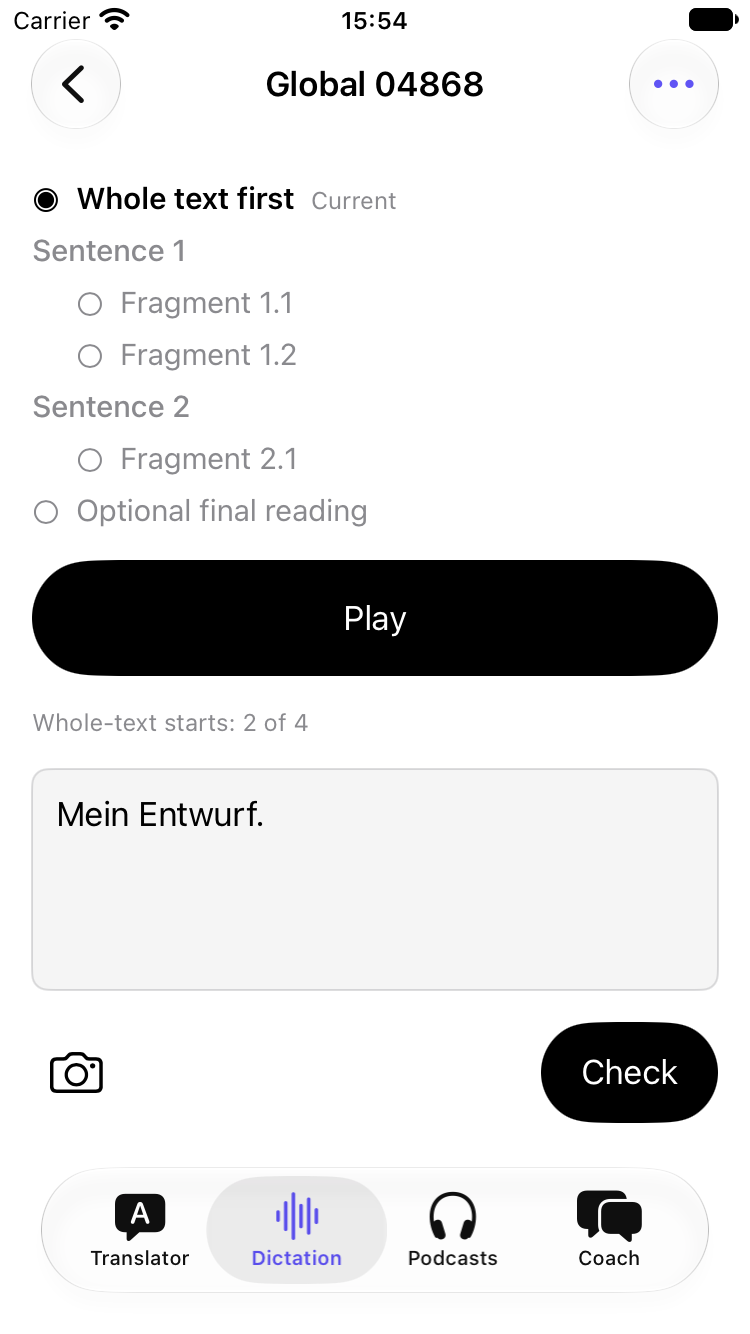 Carrier 15:54
Global 04868
Whole text first Current
Sentence 1
Fragment 1.1
Fragment 1.2
Sentence 2
Fragment 2.1
Optional final reading
Play
Whole-text starts: 2 of 4
Mein Entwurf.
Check
A
Translator Dictation Podcasts Coach